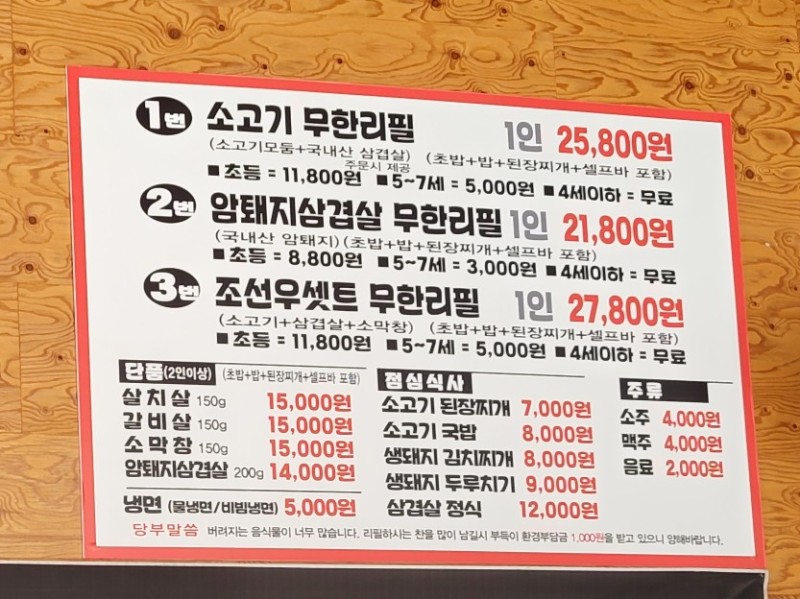 1번 소고기 무한리필 1인 25,800원
(소고기모둠+국내산 삼겹살) (초밥+밥+된장찌개+셀프바 포함)
주문시 제공
■ 초등 = 11,800원 ■ 5~7세 = 5,000원 ■ 4세이하 = 무료
2번 암퇘지삼겹살 무한리필 1인 21,800원
(국내산 암퇘지) (초밥+밥+된장찌개+셀프바 포함)
■ 초등 = 8,800원 ■ 5~7세 = 3,000원 ■ 4세이하 = 무료
3번 조선우셋트 무한리필 1인 27,800원
(소고기+삼겹살+소막창) (초밥+밥+된장찌개+셀프바 포함)
■ 초등 = 11,800원 ■ 5~7세 = 5,000원 ■ 4세이하 = 무료
단품(2인이상) (초밥+밥+된장찌개+셀프바 포함)
살치살 150g 15,000원
갈비살 150g 15,000원
소막창 150g 15,000원
암퇘지삼겹살 200g 14,000원
냉면 (물냉면/비빔냉면) 5,000원
점심식사
소고기 된장찌개 7,000원
소고기 국밥 8,000원
생돼지 김치찌개 8,000원
생돼지 두루치기 9,000원
삼겹살 정식 12,000원
주류
소주 4,000원
맥주 4,000원
음료 2,000원
당부말씀 버려지는 음식물이 너무 많습니다. 리필하시는 찬을 많이 남길시 부득이 환경부담금 1,000원을 받고 있으니 양해바랍니다.